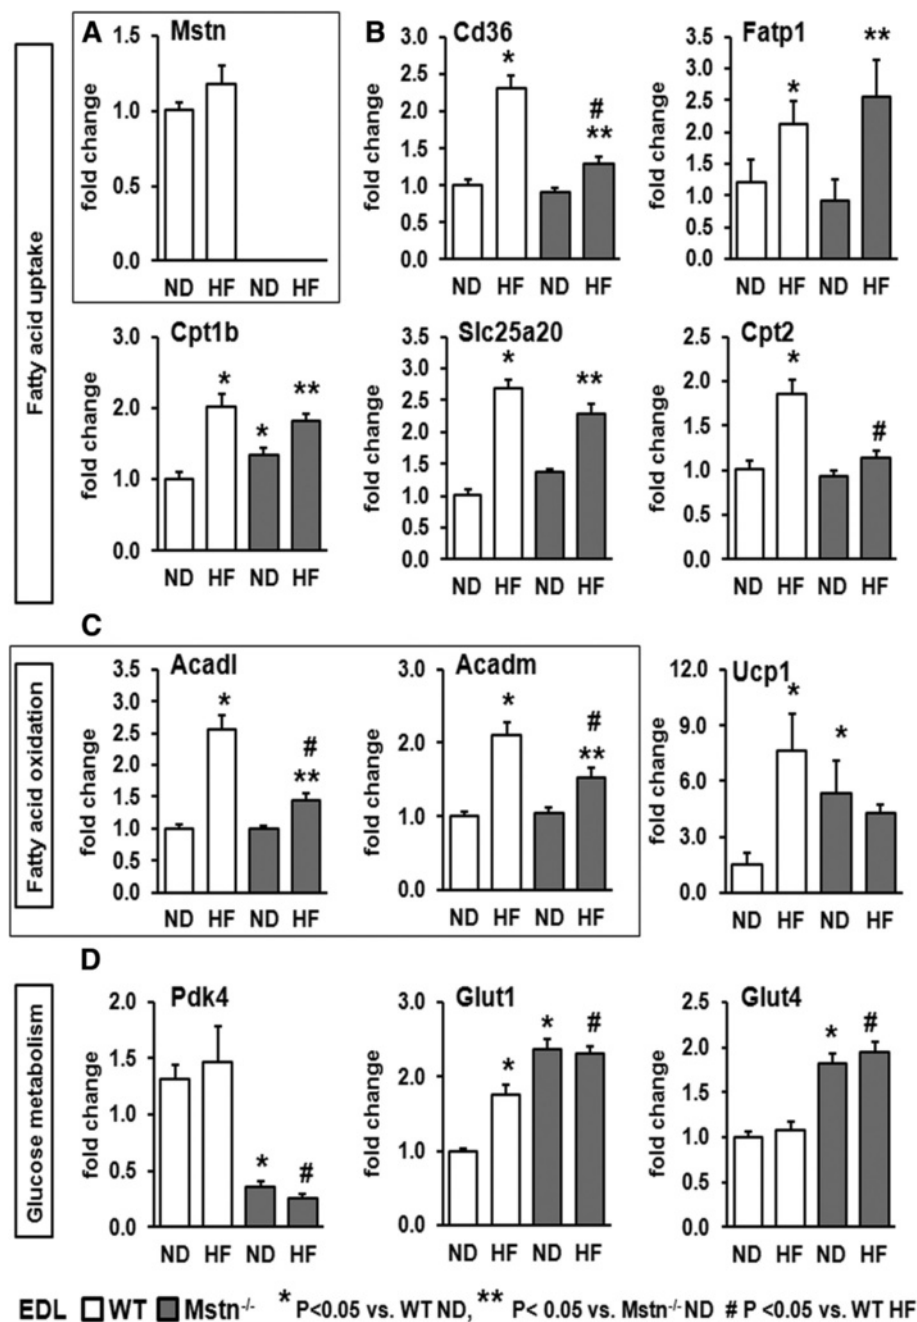 A
Mstn
fold change
1.5
1.0
0.5
0.0
ND HF ND HF
B
Cd36
fold change
3.0
2.5
2.0
1.5
1.0
0.5
0.0
*
#
**
ND HF ND HF
Fatp1
fold change
3.5
3.0
2.5
2.0
1.5
1.0
0.5
0.0
*
**
ND HF ND HF
Fatty acid uptake
Cpt1b
fold change
3.0
2.0
1.0
0.0
*
*
**
ND HF ND HF
Slc25a20
fold change
3.5
3.0
2.5
2.0
1.5
1.0
0.5
0.0
*
**
ND HF ND HF
Cpt2
fold change
2.5
2.0
1.5
1.0
0.5
0.0
*
#
ND HF ND HF
C
Fatty acid oxidation
Acadl
fold change
3.5
3.0
2.5
2.0
1.5
1.0
0.5
0.0
*
#
**
ND HF ND HF
Acadm
fold change
3.0
2.0
1.0
0.0
*
#
**
ND HF ND HF
Ucp1
fold change
12.0
9.0
6.0
3.0
0.0
*
*
ND HF ND HF
D
Glucose metabolism
Pdk4
fold change
2.0
1.5
1.0
0.5
0.0
*
#
ND HF ND HF
Glut1
fold change
3.0
2.0
1.0
0.0
*
*
#
ND HF ND HF
Glut4
fold change
2.5
2.0
1.5
1.0
0.5
0.0
*
#
ND HF ND HF
EDL WT Mstn-/- * P<0.05 vs. WT ND, ** P< 0.05 vs. Mstn-/- ND # P <0.05 vs. WT HF